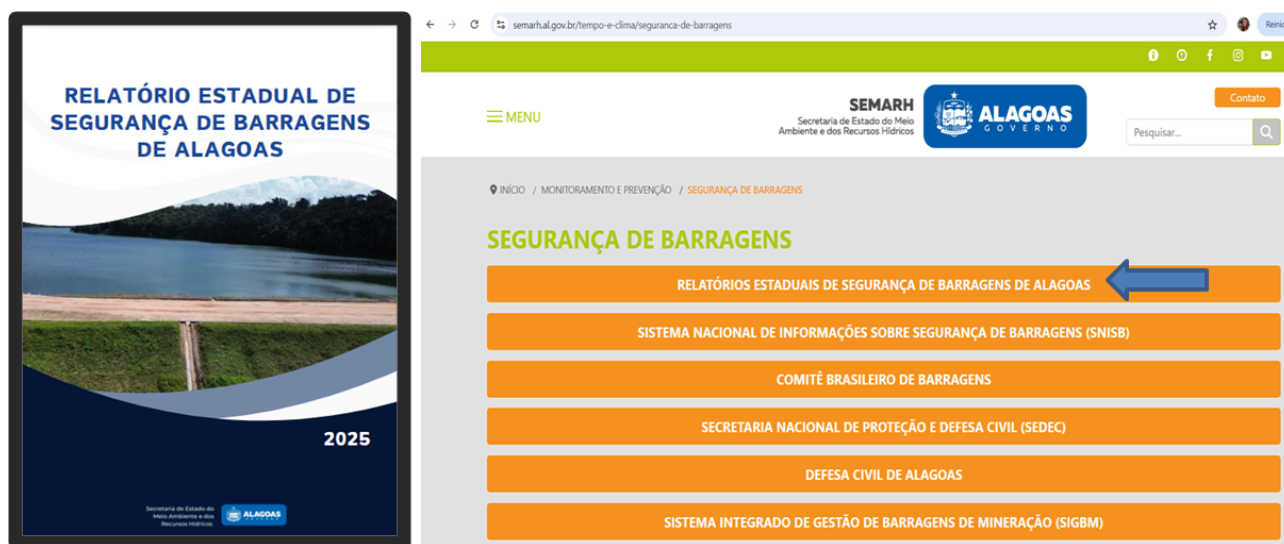 RELATÓRIO ESTADUAL DE
SEGURANÇA DE BARRAGENS
DE ALAGOAS
2025
Secretaria de Estado do
Meio Ambiente e dos
Recursos Hídricos
ALAGOAS
GOVERNO
semarh.al.gov.br/tempo-e-clima/seguranca-de-barragens
Reinic
MENU
SEMARH
Secretaria de Estado do Meio
Ambiente e dos Recursos Hídricos
ALAGOAS
GOVERNO
Contato
Pesquisar...
INÍCIO / MONITORAMENTO E PREVENÇÃO / SEGURANÇA DE BARRAGENS
SEGURANÇA DE BARRAGENS
RELATÓRIOS ESTADUAIS DE SEGURANÇA DE BARRAGENS DE ALAGOAS
SISTEMA NACIONAL DE INFORMAÇÕES SOBRE SEGURANÇA DE BARRAGENS (SNISB)
COMITÊ BRASILEIRO DE BARRAGENS
SECRETARIA NACIONAL DE PROTEÇÃO E DEFESA CIVIL (SEDEC)
DEFESA CIVIL DE ALAGOAS
SISTEMA INTEGRADO DE GESTÃO DE BARRAGENS DE MINERAÇÃO (SIGBM)